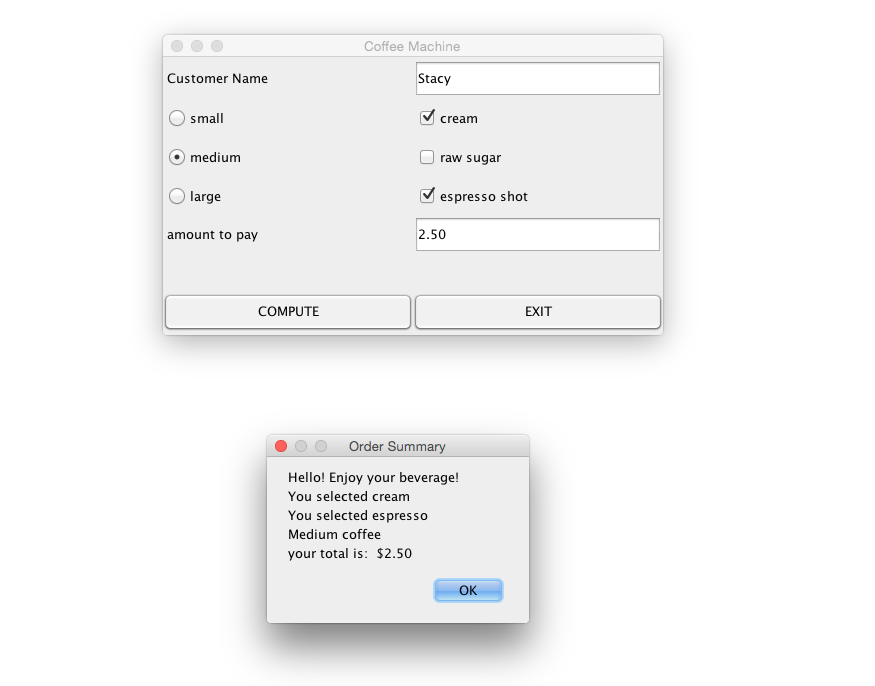 Coffee Machine
Customer Name Stacy
small cream
medium raw sugar
large espresso shot
amount to pay 2.50
COMPUTE EXIT
Order Summary
Hello! Enjoy your beverage!
You selected cream
You selected espresso
Medium coffee
your total is:  $2.50
OK